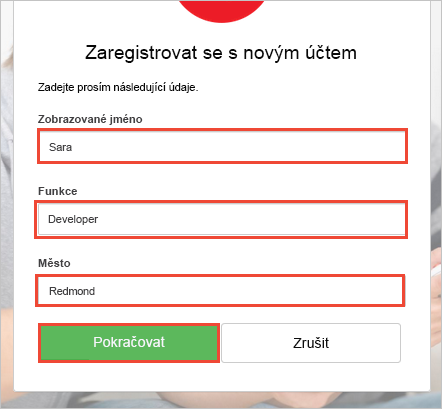 Zaregistrovat se s novým účtem
Zadejte prosím následující údaje.
Zobrazované jméno
Sara
Funkce
Developer
Město
Redmond
Pokračovat
Zrušit